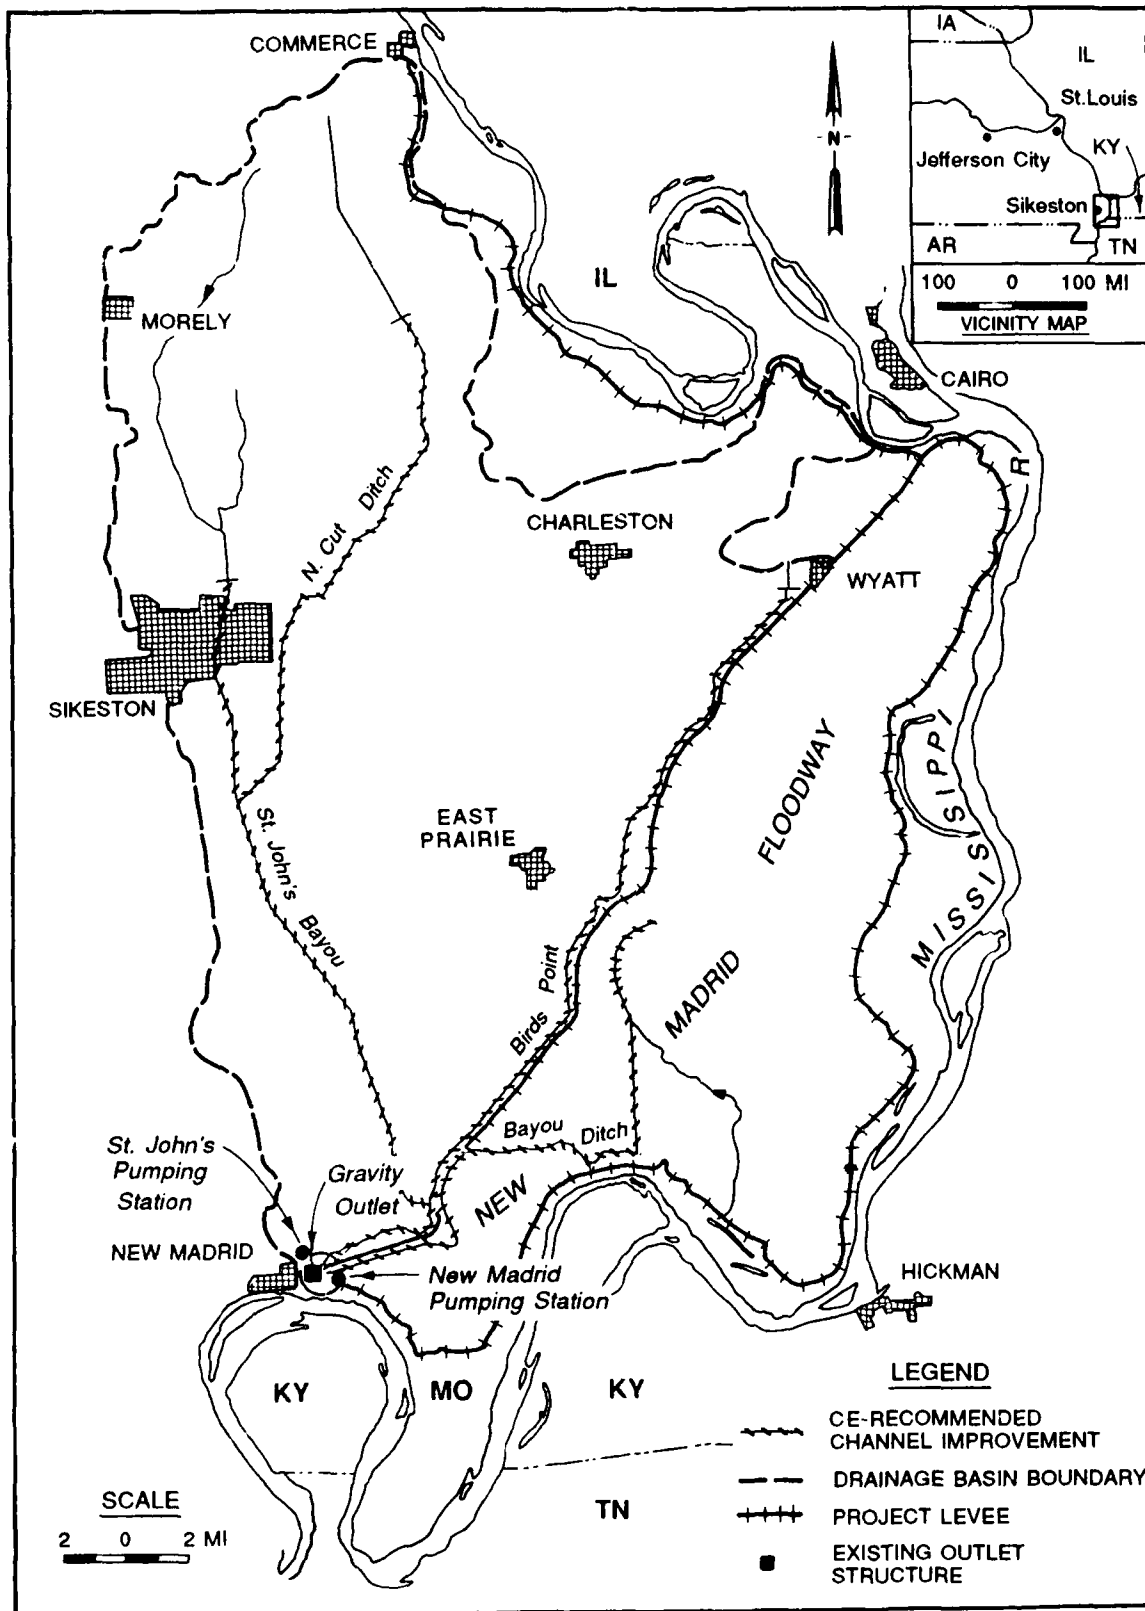 COMMERCE
IA
IL
St.Louis
KY
Jefferson City
Sikeston
AR
TN
100 0 100 MI
VICINITY MAP
N
IL
MORELY
CAIRO
R
N. Cut Ditch
CHARLESTON
WYATT
SIKESTON
MISSISSIPPI
FLOODWAY
EAST
PRAIRIE
St. John's Bayou
Birds Point
MADRID
Bayou Ditch
NEW
St. John's
Pumping
Station
Gravity
Outlet
NEW MADRID
New Madrid
Pumping Station
HICKMAN
KY
MO
KY
TN
SCALE
2 0 2 MI
LEGEND
CE-RECOMMENDED
CHANNEL IMPROVEMENT
DRAINAGE BASIN BOUNDARY
PROJECT LEVEE
EXISTING OUTLET
STRUCTURE